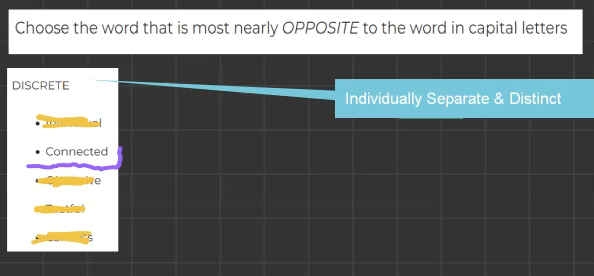 Choose the word that is most nearly OPPOSITE to the word in capital letters
DISCRETE
Individually Separate & Distinct
Connected